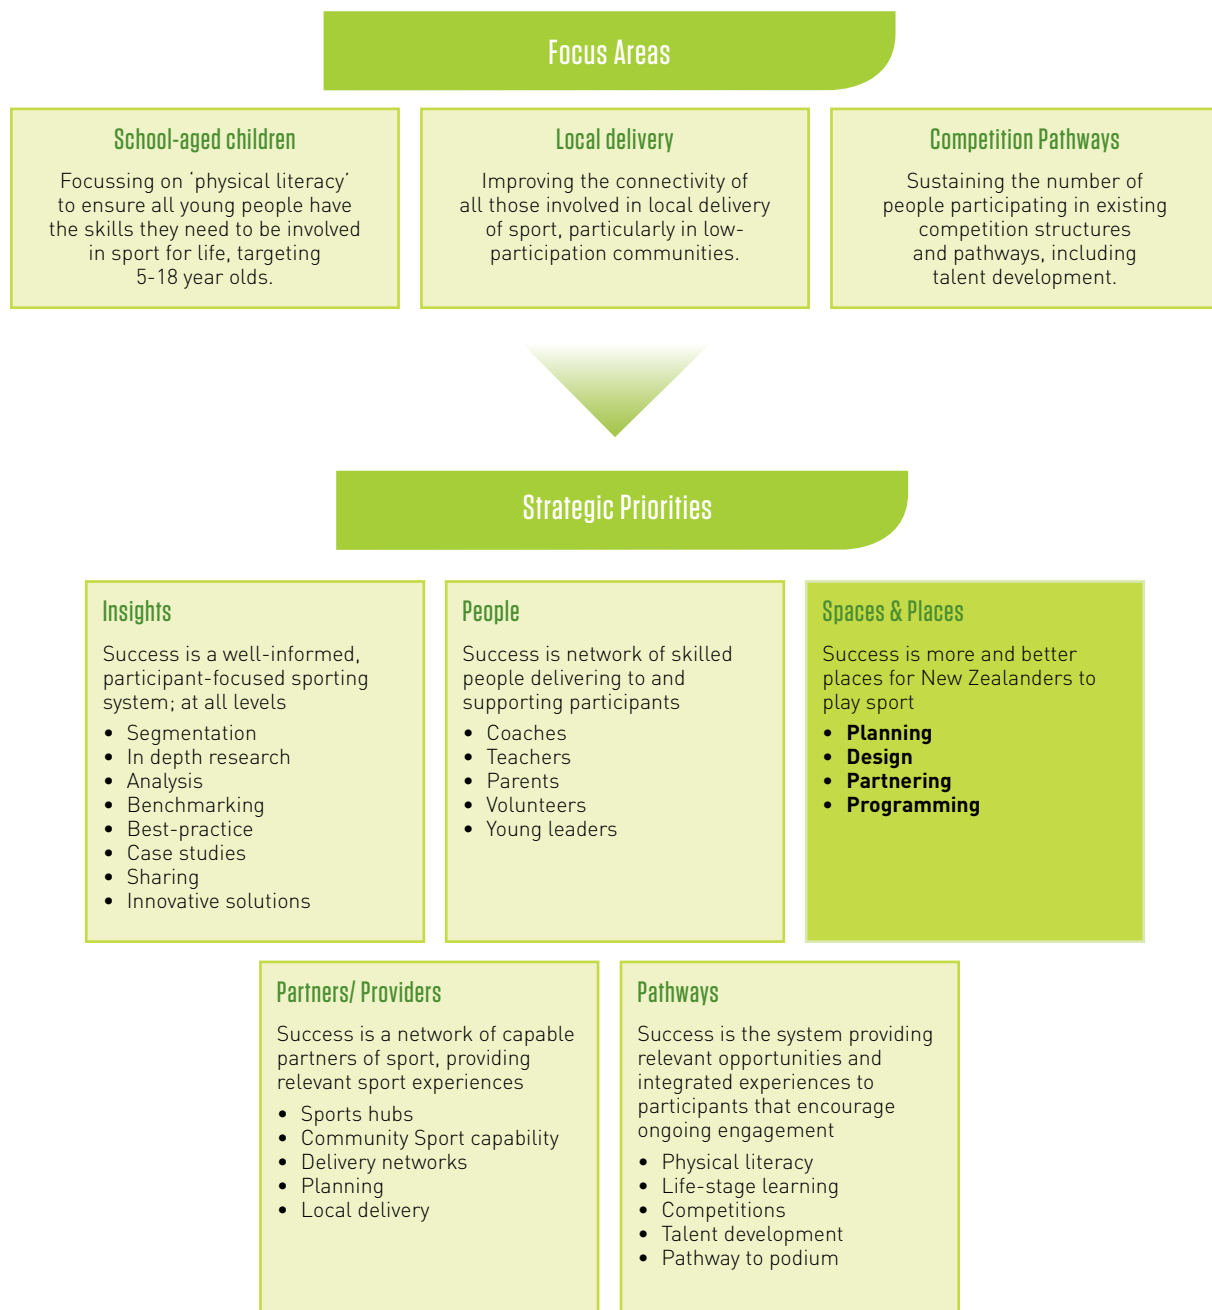 Focus Areas
School-aged children
Focussing on ‘physical literacy’
to ensure all young people have
the skills they need to be involved
in sport for life, targeting
5-18 year olds.
Local delivery
Improving the connectivity of
all those involved in local delivery
of sport, particularly in low-
participation communities.
Competition Pathways
Sustaining the number of
people participating in existing
competition structures
and pathways, including
talent development.
Strategic Priorities
Insights
Success is a well-informed,
participant-focused sporting
system; at all levels
• Segmentation
• In depth research
• Analysis
• Benchmarking
• Best-practice
• Case studies
• Sharing
• Innovative solutions
People
Success is network of skilled
people delivering to and
supporting participants
• Coaches
• Teachers
• Parents
• Volunteers
• Young leaders
Spaces & Places
Success is more and better
places for New Zealanders to
play sport
• Planning
• Design
• Partnering
• Programming
Partners/ Providers
Success is a network of capable
partners of sport, providing
relevant sport experiences
• Sports hubs
• Community Sport capability
• Delivery networks
• Planning
• Local delivery
Pathways
Success is the system providing
relevant opportunities and
integrated experiences to
participants that encourage
ongoing engagement
• Physical literacy
• Life-stage learning
• Competitions
• Talent development
• Pathway to podium